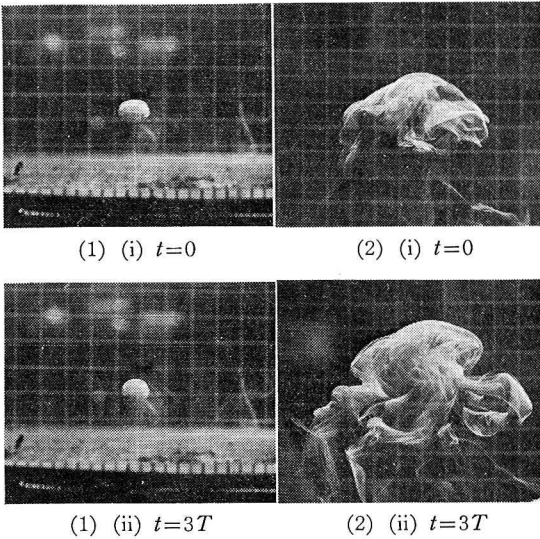 (1) (i) t=0
(2) (i) t=0
(1) (ii) t=3T
(2) (ii) t=3T